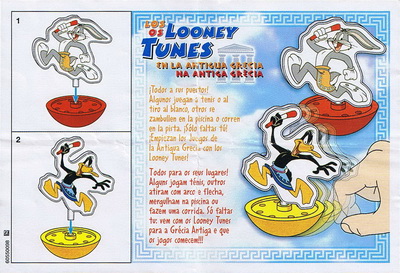 1
LOS
OS
LOONEY
TUNES
EN LA ANTIGUA GRECIA
NA ANTIGA GRÉCIA
¡Todos a sus puertos!
Algunos juegan a tenis o al
tiro al blanco, otros se
zambullen en la piscina o corren
en la pista. ¡Sólo faltas tú!
Empiezan los Juegos de
la Antigua Grecia con los
Looney Tunes!
2
Todos para os seus lugares!
Alguns jogam ténis, outros
atiram com arco e flecha,
mergulham na piscina ou
fazem uma corrida. Só faltas
tu: vem com os Looney Tunes
para a Grécia Antiga e que
os jogos comecem!!!